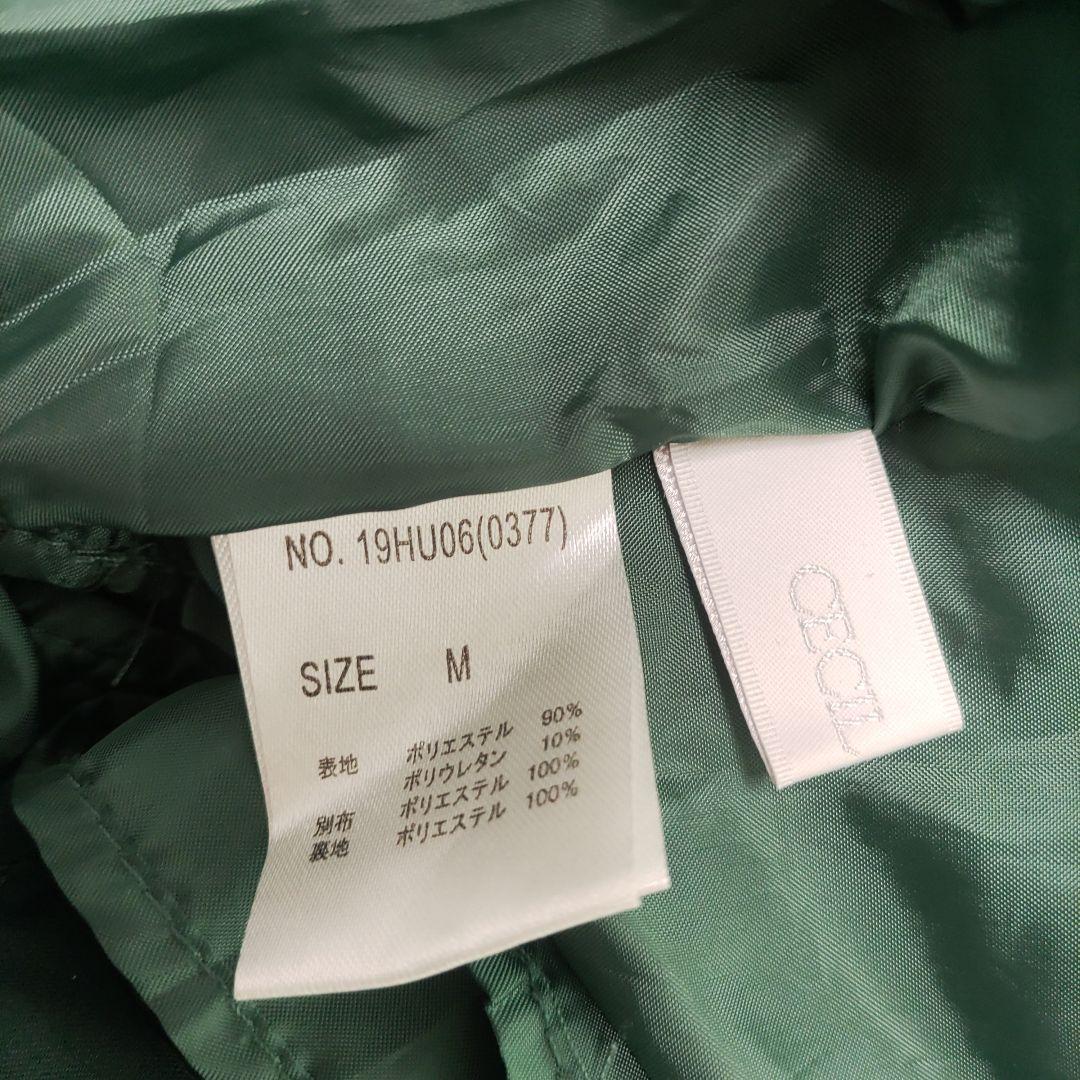 NO. 19HU06(0377)
SIZE M
表地 ポリエステル 90%
ポリウレタン 10%
別布 ポリエステル 100%
裏地 ポリエステル 100%
CECIL